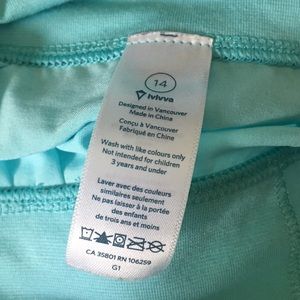 14
ivivva
Designed in Vancouver
Made in China
Conçu à Vancouver
Fabriqué en Chine
Wash with like colours only
Not intended for children
3 years and under
Laver avec des couleurs
similaires seulement
Ne pas laisser à la portée
des enfants de
trois ans et moins
CA 35801 RN 106259
G1